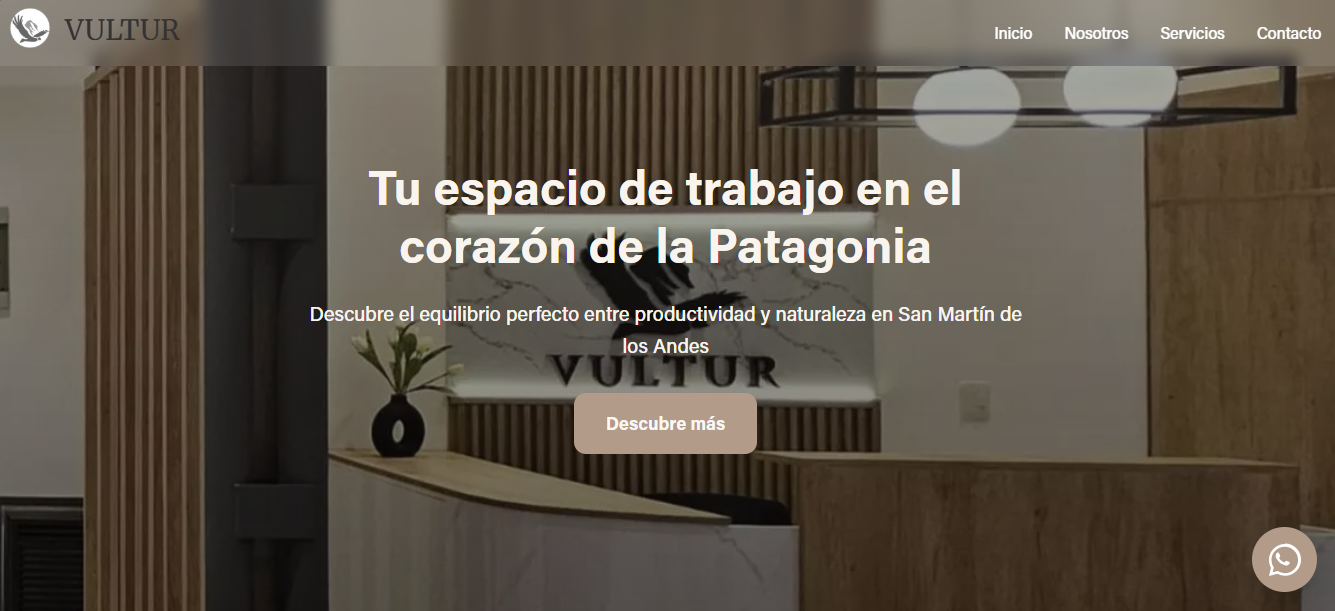 VULTUR
Inicio Nosotros Servicios Contacto
Tu espacio de trabajo en el
corazón de la Patagonia
Descubre el equilibrio perfecto entre productividad y naturaleza en San Martín de
los Andes
VULTUR
Descubre más